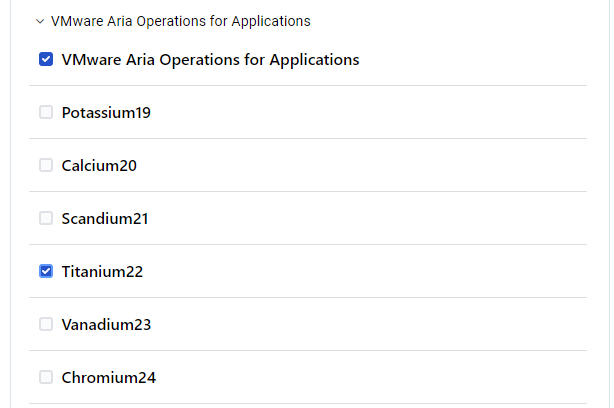 VMware Aria Operations for Applications
VMware Aria Operations for Applications
Potassium19
Calcium20
Scandium21
Titanium22
Vanadium23
Chromium24